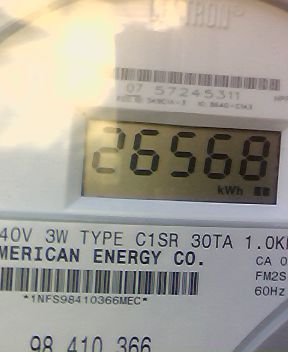 TRON
07 57245311
26568
kWh
40V 3W TYPE C1SR 30TA 1.0K
MERICAN ENERGY CO.
CA 0
FM2S
60Hz
*1NFS98410366MEC*
98 410 366